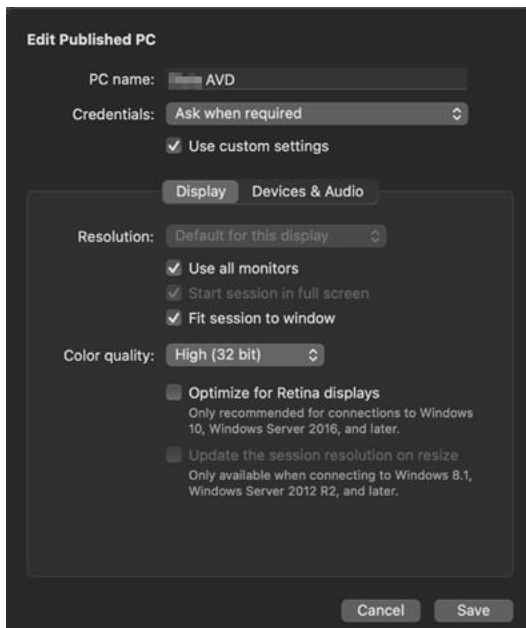 Edit Published PC
PC name: AVD
Credentials: Ask when required
Use custom settings
Display Devices & Audio
Resolution: Default for this display
Use all monitors
Start session in full screen
Fit session to window
Color quality: High (32 bit)
Optimize for Retina displays
Only recommended for connections to Windows
10, Windows Server 2016, and later.
Update the session resolution on resize
Only available when connecting to Windows 8.1,
Windows Server 2012 R2, and later.
Cancel Save